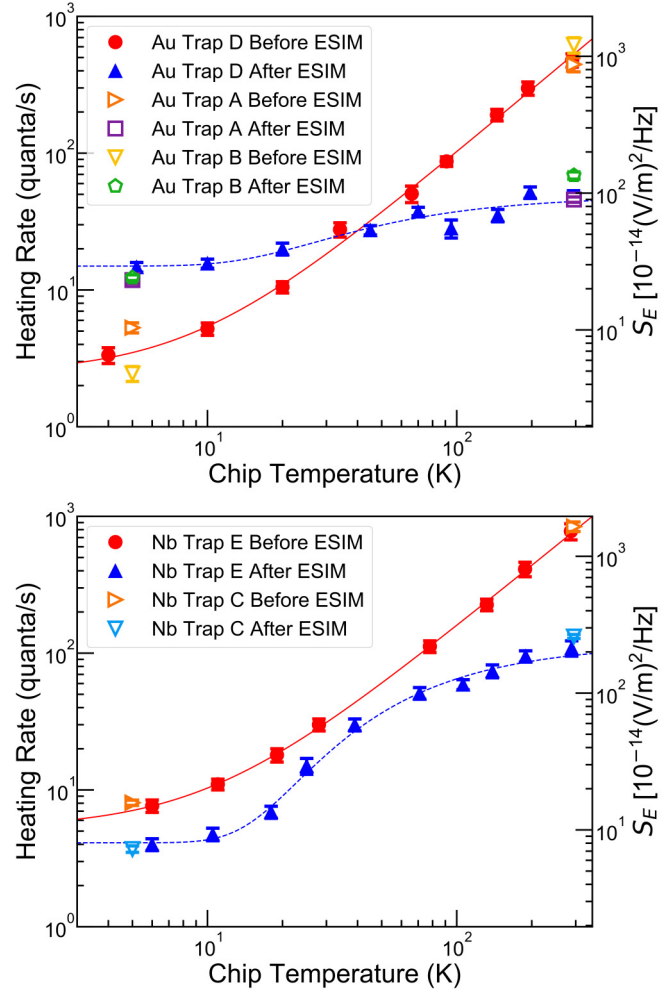 10³
10³
Au Trap D Before ESIM
Au Trap D After ESIM
Au Trap A Before ESIM
Au Trap A After ESIM
Au Trap B Before ESIM
Au Trap B After ESIM
10²
10²
10¹
10¹
10⁰
10¹
10²
Heating Rate (quanta/s)
S_E [10⁻¹⁴(V/m)²/Hz]
Chip Temperature (K)
10³
10³
Nb Trap E Before ESIM
Nb Trap E After ESIM
Nb Trap C Before ESIM
Nb Trap C After ESIM
10²
10²
10¹
10¹
10⁰
10¹
10²
Heating Rate (quanta/s)
S_E [10⁻¹⁴(V/m)²/Hz]
Chip Temperature (K)